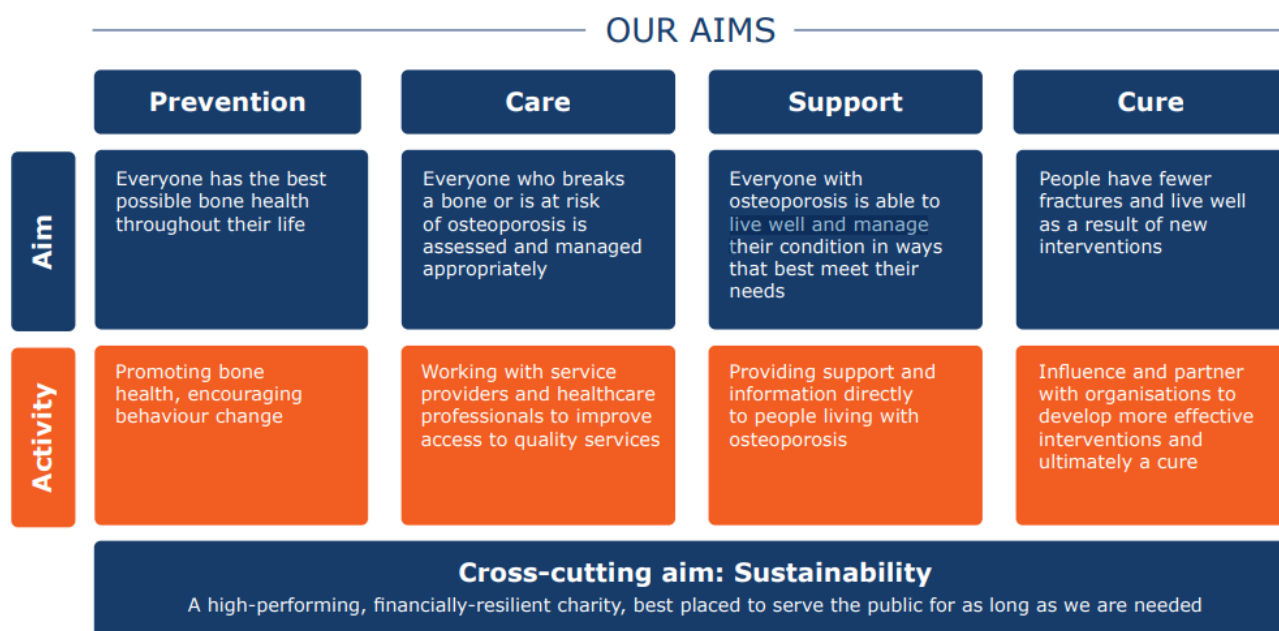 OUR AIMS
Prevention
Care
Support
Cure
Aim
Everyone has the best
possible bone health
throughout their life
Everyone who breaks
a bone or is at risk
of osteoporosis is
assessed and managed
appropriately
Everyone with
osteoporosis is able to
live well and manage
their condition in ways
that best meet their
needs
People have fewer
fractures and live well
as a result of new
interventions
Activity
Promoting bone
health, encouraging
behaviour change
Working with service
providers and healthcare
professionals to improve
access to quality services
Providing support and
information directly
to people living with
osteoporosis
Influence and partner
with organisations to
develop more effective
interventions and
ultimately a cure
Cross-cutting aim: Sustainability
A high-performing, financially-resilient charity, best placed to serve the public for as long as we are needed